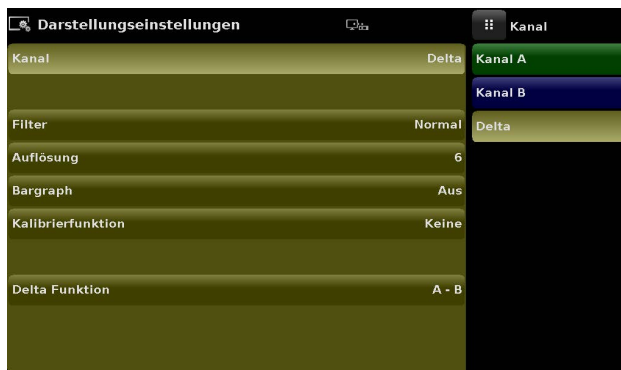 Darstellungseinstellungen
Kanal
Kanal Delta
Kanal A
Kanal B
Filter Normal
Delta
Auflösung 6
Bargraph Aus
Kalibrierfunktion Keine
Delta Funktion A - B